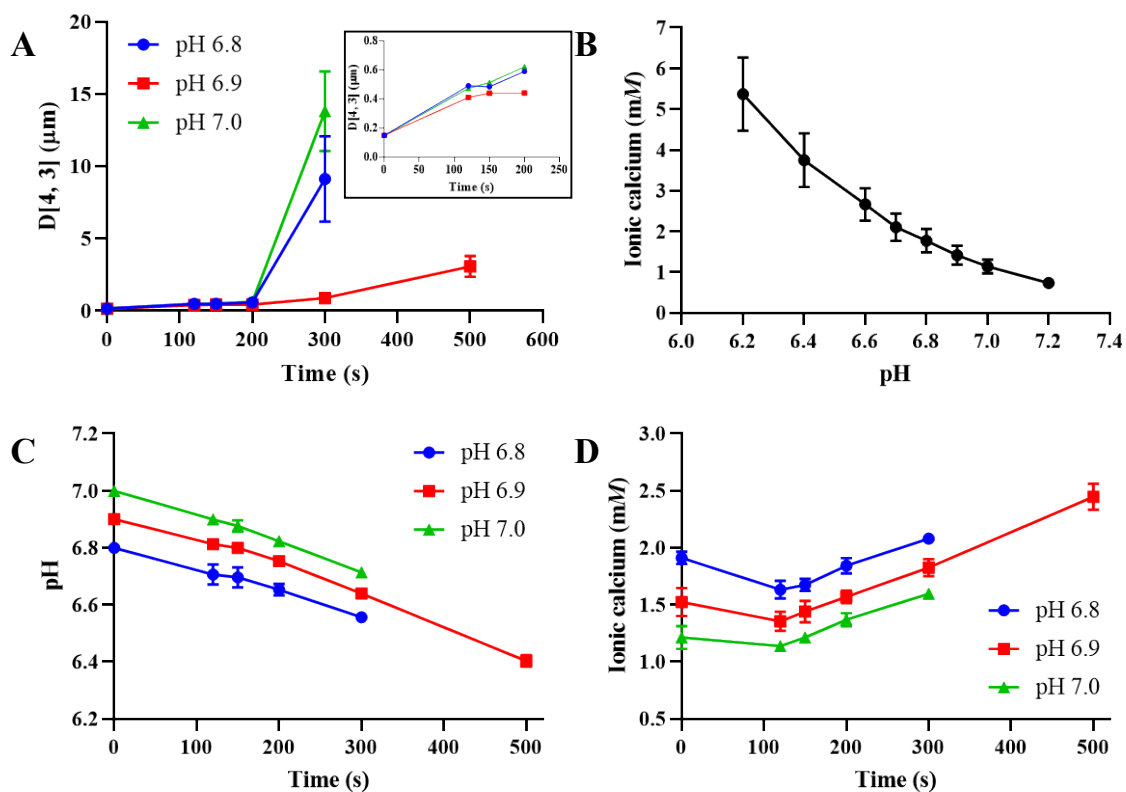 A
D[4, 3] (μm)
20
15
10
5
0
0 100 200 300 400 500 600
Time (s)
pH 6.8
pH 6.9
pH 7.0
D[4, 3] (μm)
0.8
0.6
0.4
0.2
0.0
0 50 100 150 200 250
Time (s)
B
Ionic calcium (mM)
7
6
5
4
3
2
1
0
6.0 6.2 6.4 6.6 6.8 7.0 7.2 7.4
pH
C
pH
7.2
7.0
6.8
6.6
6.4
6.2
0 100 200 300 400 500
Time (s)
pH 6.8
pH 6.9
pH 7.0
D
Ionic calcium (mM)
3.0
2.5
2.0
1.5
1.0
0.5
0 100 200 300 400 500
Time (s)
pH 6.8
pH 6.9
pH 7.0